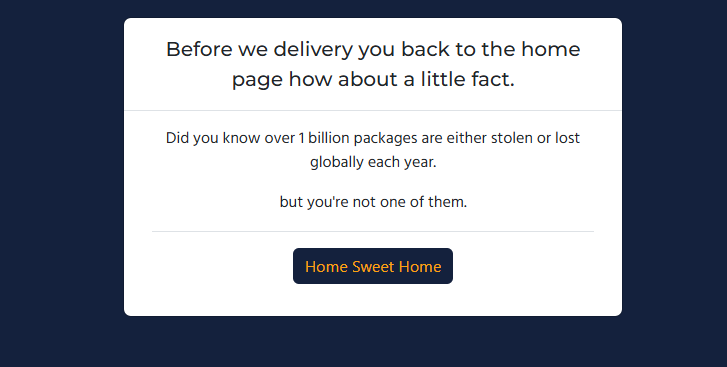 Before we delivery you back to the home
page how about a little fact.
Did you know over 1 billion packages are either stolen or lost
globally each year.
but you're not one of them.
Home Sweet Home